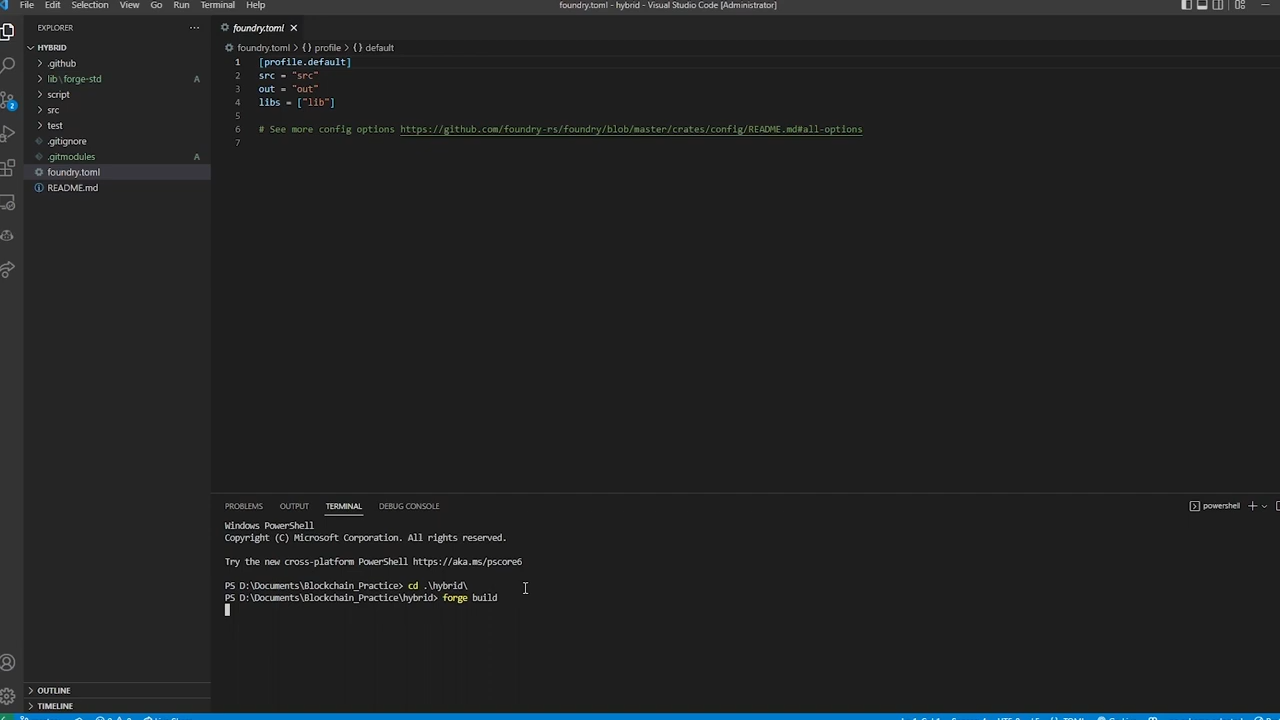 File Edit Selection View Go Run Terminal Help
foundry.toml - hybrid - Visual Studio Code [Administrator]
EXPLORER
HYBRID
.github
lib \ forge-std A
script
src
test
.gitignore
.gitmodules A
foundry.toml
README.md
OUTLINE
TIMELINE
2
foundry.toml
foundry.toml > { } profile > { } default
1 [profile.default]
2 src = "src"
3 out = "out"
4 libs = ["lib"]
5
6 # See more config options https://github.com/foundry-rs/foundry/blob/master/crates/config/README.md#all-options
7
PROBLEMS OUTPUT TERMINAL DEBUG CONSOLE
powershell
Windows PowerShell
Copyright (C) Microsoft Corporation. All rights reserved.
Try the new cross-platform PowerShell https://aka.ms/pscore6
PS D:\Documents\Blockchain_Practice> cd .\hybrid\
PS D:\Documents\Blockchain_Practice\hybrid> forge build